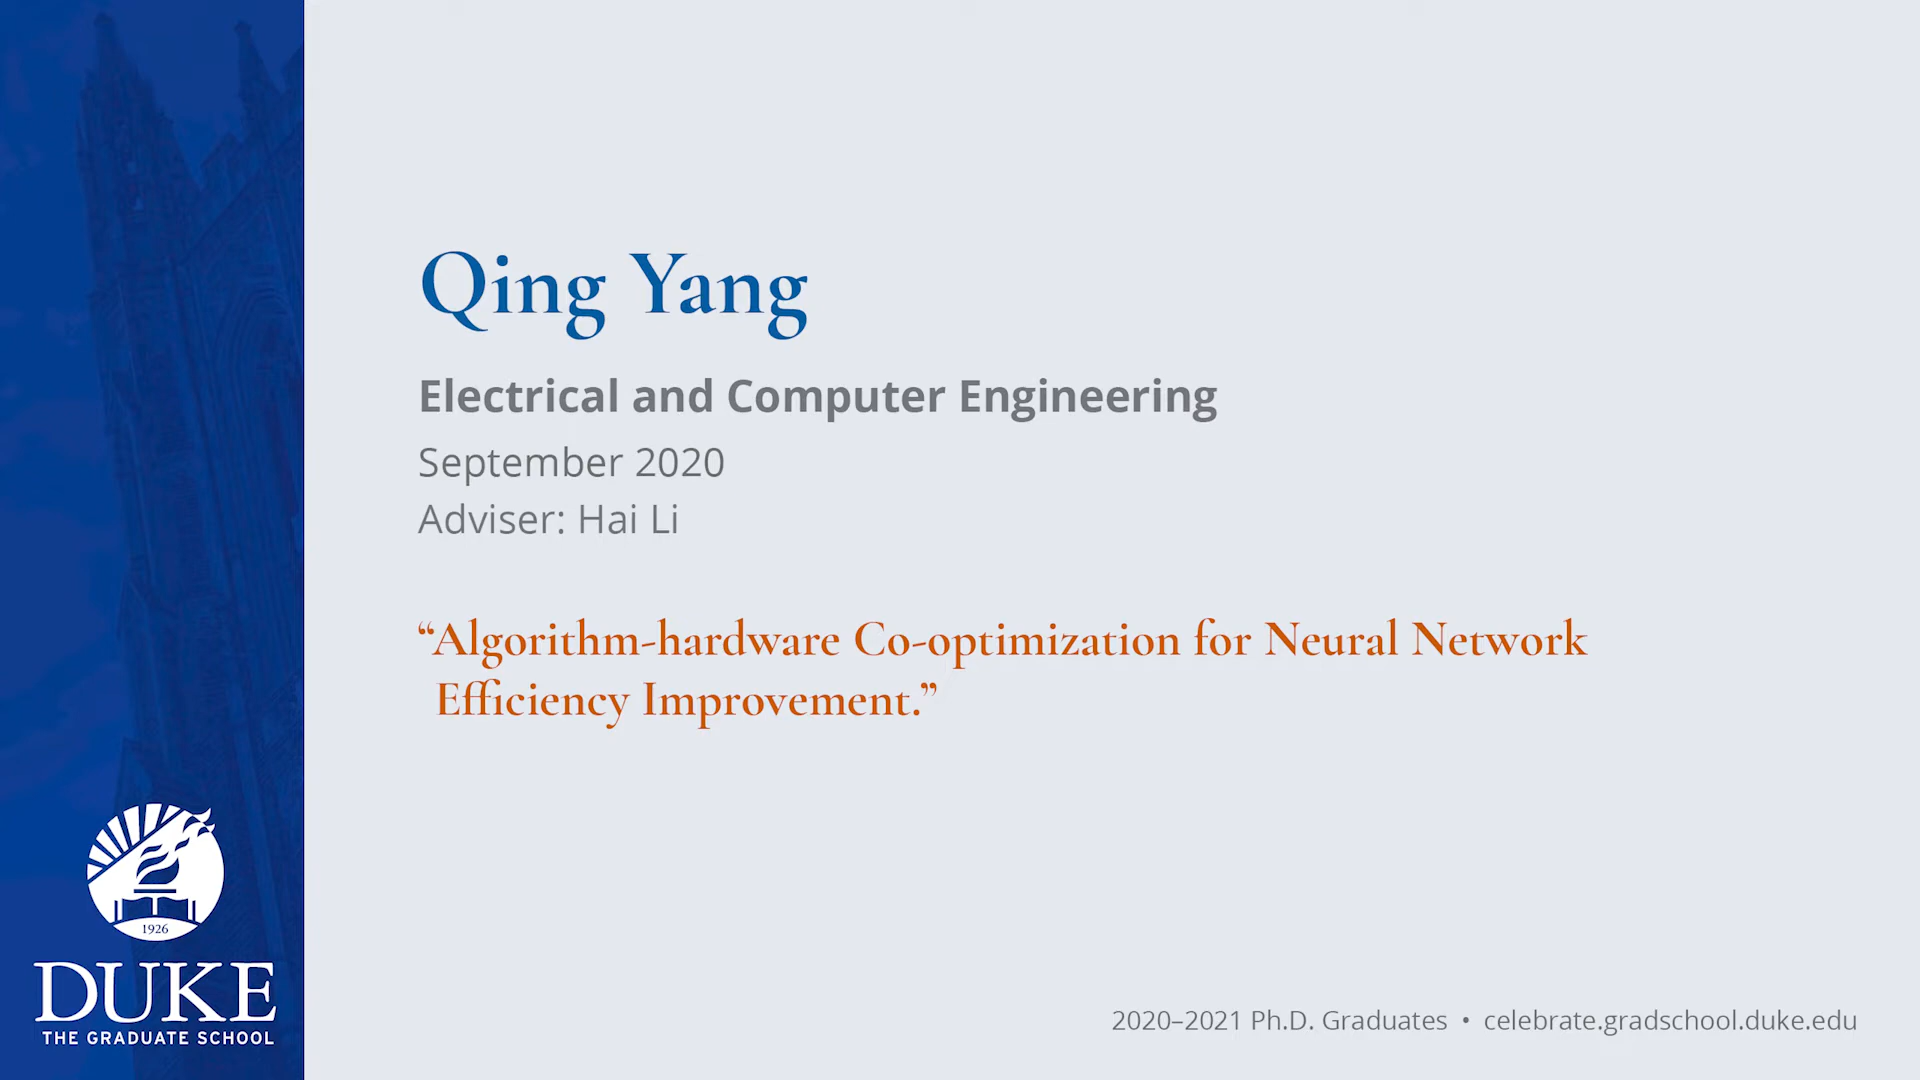 Qing Yang
Electrical and Computer Engineering
September 2020
Adviser: Hai Li
“Algorithm-hardware Co-optimization for Neural Network
Efficiency Improvement.”
1926
DUKE
THE GRADUATE SCHOOL
2020–2021 Ph.D. Graduates • celebrate.gradschool.duke.edu